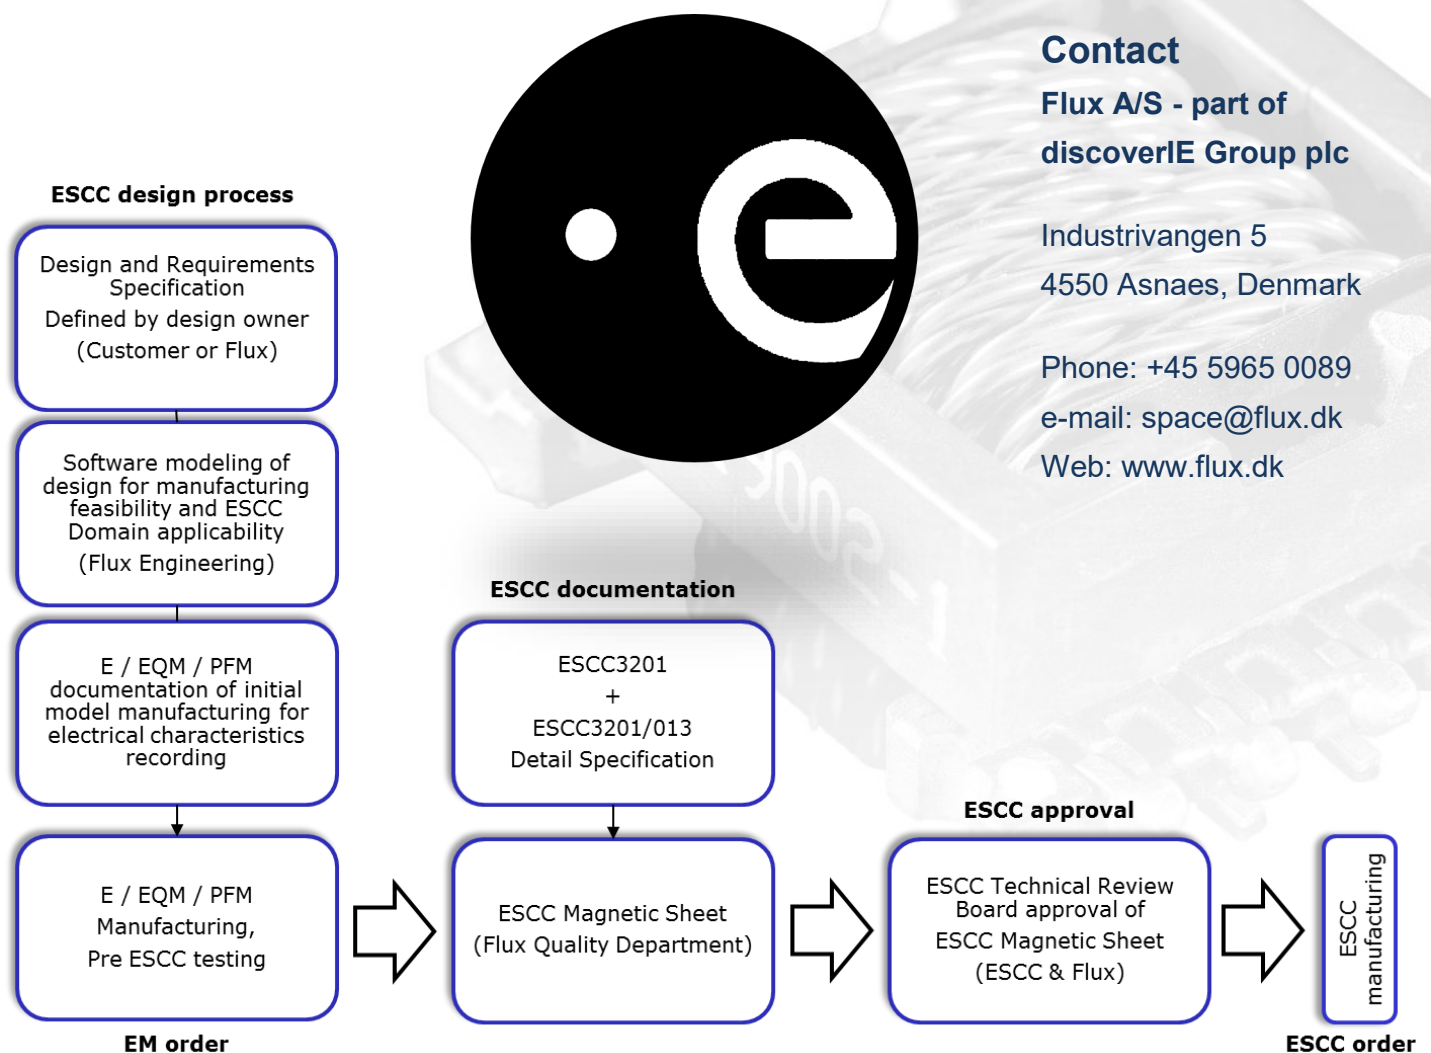 Contact
Flux A/S - part of
discoverIE Group plc
Industrivangen 5
4550 Asnaes, Denmark
Phone: +45 5965 0089
e-mail: space@flux.dk
Web: www.flux.dk
ESCC design process
Design and Requirements
Specification
Defined by design owner
(Customer or Flux)
Software modeling of
design for manufacturing
feasibility and ESCC
Domain applicability
(Flux Engineering)
E / EQM / PFM
documentation of initial
model manufacturing for
electrical characteristics
recording
E / EQM / PFM
Manufacturing,
Pre ESCC testing
EM order
ESCC documentation
ESCC3201
+
ESCC3201/013
Detail Specification
ESCC Magnetic Sheet
(Flux Quality Department)
ESCC approval
ESCC Technical Review
Board approval of
ESCC Magnetic Sheet
(ESCC & Flux)
ESCC
manufacturing
ESCC order